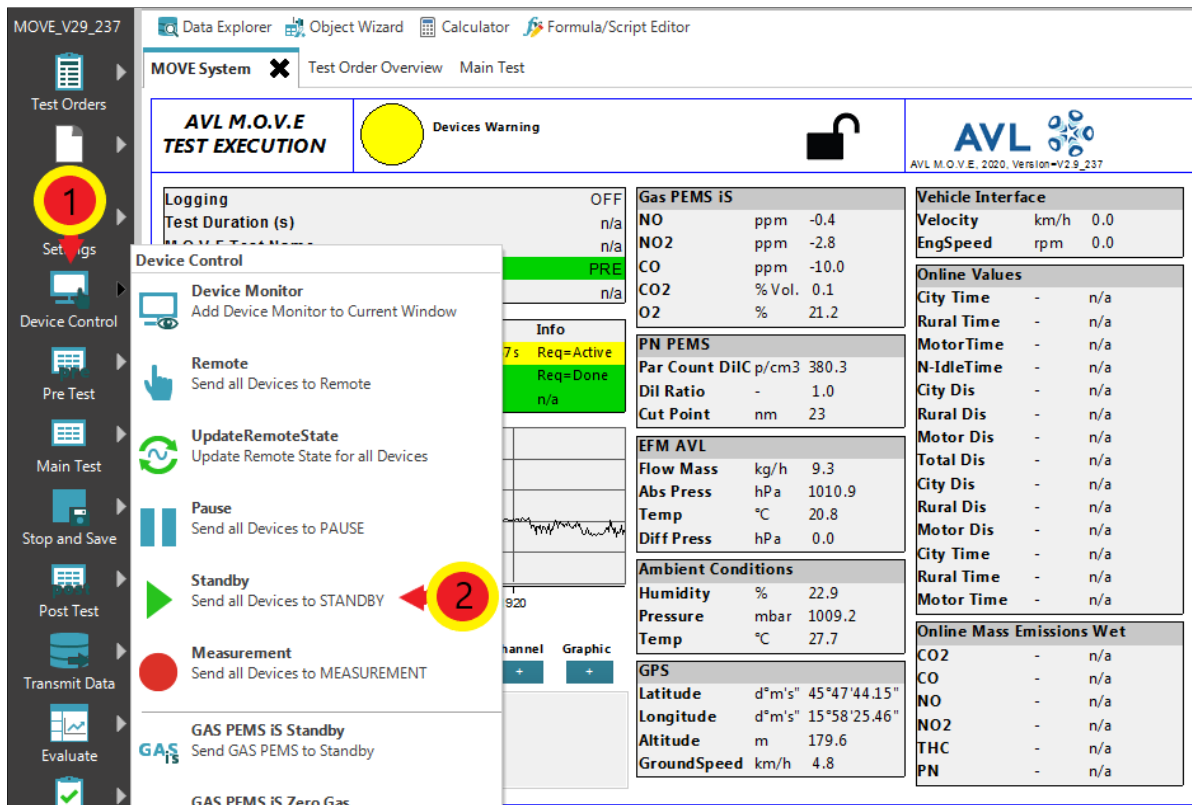 MOVE_V29_237
Data Explorer Object Wizard Calculator Formula/Script Editor
MOVE System Test Order Overview Main Test
Test Orders
1
Settings
Device Control
Pre Test
Main Test
Stop and Save
Post Test
Transmit Data
Evaluate
AVL M.O.V.E
TEST EXECUTION
Devices Warning
AVL
AVL M.O.V.E, 2020, Version=V2.9_237
Logging OFF
Test Duration (s) n/a
M.O.V.E Test Name n/a
PRE
n/a
Info
7 s Req=Active
Req=Done
n/a
Device Control
Device Monitor
Add Device Monitor to Current Window
Remote
Send all Devices to Remote
UpdateRemoteState
Update Remote State for all Devices
Pause
Send all Devices to PAUSE
Standby
Send all Devices to STANDBY
2
Measurement
Send all Devices to MEASUREMENT
GAS PEMS iS Standby
GAS iS Send GAS PEMS to Standby
GAS PEMS iS Zero Gas
920
hannel Graphic
+ +
Gas PEMS iS
NO ppm -0.4
NO2 ppm -2.8
CO ppm -10.0
CO2 % Vol. 0.1
O2 % 21.2
PN PEMS
Par Count DilC p/cm3 380.3
Dil Ratio - 1.0
Cut Point nm 23
EFM AVL
Flow Mass kg/h 9.3
Abs Press hPa 1010.9
Temp °C 20.8
Diff Press hPa 0.0
Ambient Conditions
Humidity % 22.9
Pressure mbar 1009.2
Temp °C 27.7
GPS
Latitude d°m's" 45°47'44.15"
Longitude d°m's" 15°58'25.46"
Altitude m 179.6
GroundSpeed km/h 4.8
Vehicle Interface
Velocity km/h 0.0
EngSpeed rpm 0.0
Online Values
City Time - n/a
Rural Time - n/a
MotorTime - n/a
N-IdleTime - n/a
City Dis - n/a
Rural Dis - n/a
Motor Dis - n/a
Total Dis - n/a
City Dis - n/a
Rural Dis - n/a
Motor Dis - n/a
City Time - n/a
Rural Time - n/a
Motor Time - n/a
Online Mass Emissions Wet
CO2 - n/a
CO - n/a
NO - n/a
NO2 - n/a
THC - n/a
PN - n/a